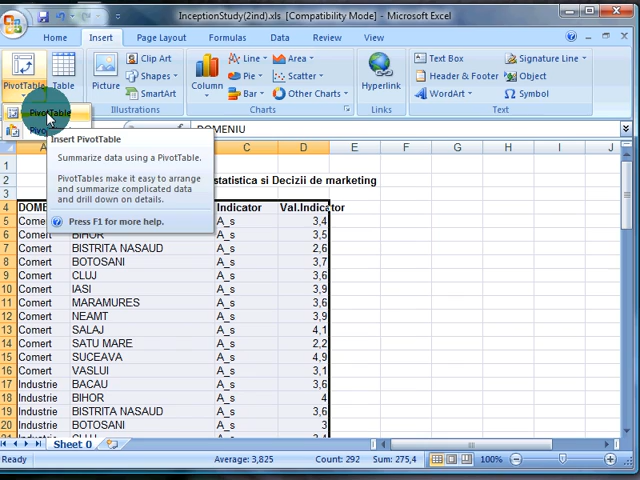 InceptionStudy(2ind).xls [Compatibility Mode] - Microsoft Excel
Home Insert Page Layout Formulas Data Review View
PivotTable Table Picture Clip Art Shapes SmartArt Column Line Pie Bar Area Scatter Other Charts Hyperlink Text Box Header & Footer WordArt Signature Line Object Symbol
Illustrations Charts Links Text
PivotTable
DOMENIU
Insert PivotTable
Summarize data using a PivotTable.
PivotTables make it easy to arrange
and summarize complicated data
and drill down on details.
Press F1 for more help.
C D E F G H I J
1
2 statistica si Decizii de marketing
3
4 Indicator Val.Indicator
5 A_s 3,4
6 BIHOR A_s 3,5
7 Comert BISTRITA NASAUD A_s 2,6
8 Comert BOTOSANI A_s 3,7
9 Comert CLUJ A_s 3,6
10 Comert IASI A_s 3,9
11 Comert MARAMURES A_s 3,6
12 Comert NEAMT A_s 3,9
13 Comert SALAJ A_s 4,1
14 Comert SATU MARE A_s 2,2
15 Comert SUCEAVA A_s 4,9
16 Comert VASLUI A_s 3,1
17 Industrie BACAU A_s 3,6
18 Industrie BIHOR A_s 4
19 Industrie BISTRITA NASAUD A_s 3,6
20 Industrie BOTOSANI A_s 3
21 Industrie CLUJ A_s 3,4
Sheet 0
Ready Average: 3,825 Count: 292 Sum: 275,4 100%